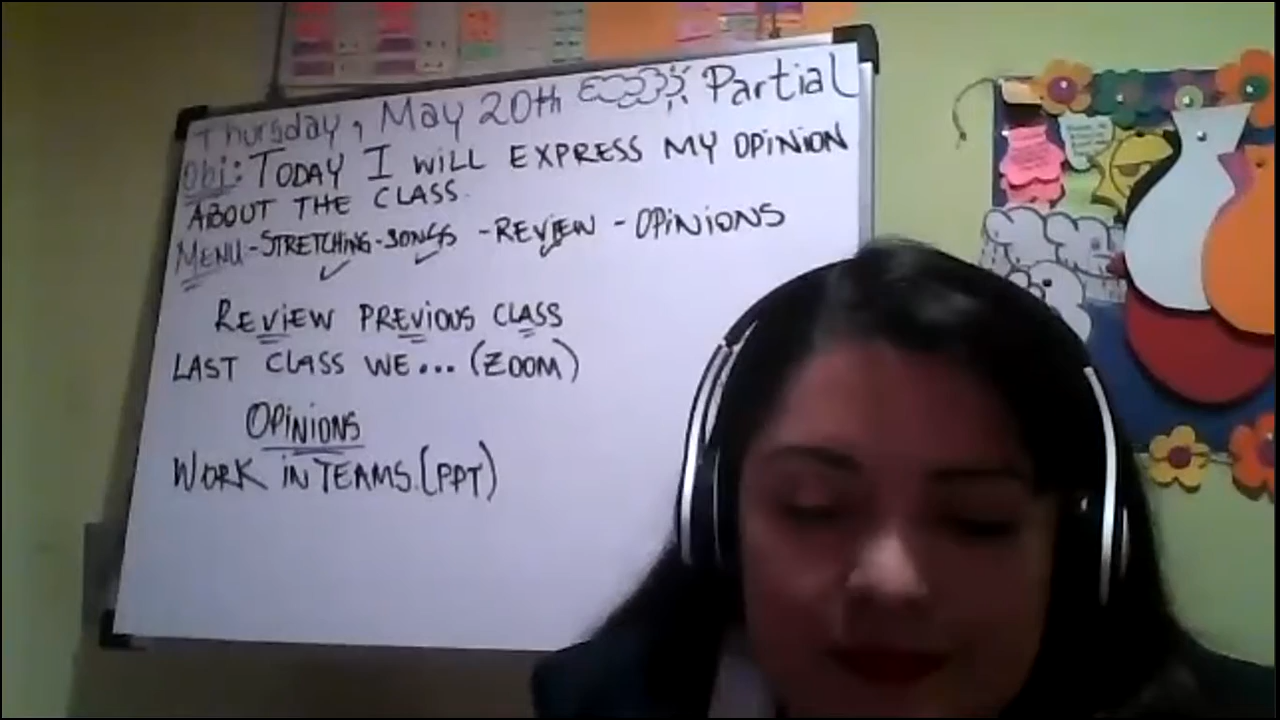 Thursday, May 20th Partial
Obj: TODAY I WILL EXPRESS MY OPINION
ABOUT THE CLASS.
MENU - STRETCHING - SONGS - REVIEW - OPINIONS
REVIEW PREVIOUS CLASS
LAST CLASS WE... (ZOOM)
OPINIONS
WORK IN TEAMS. (PPT)